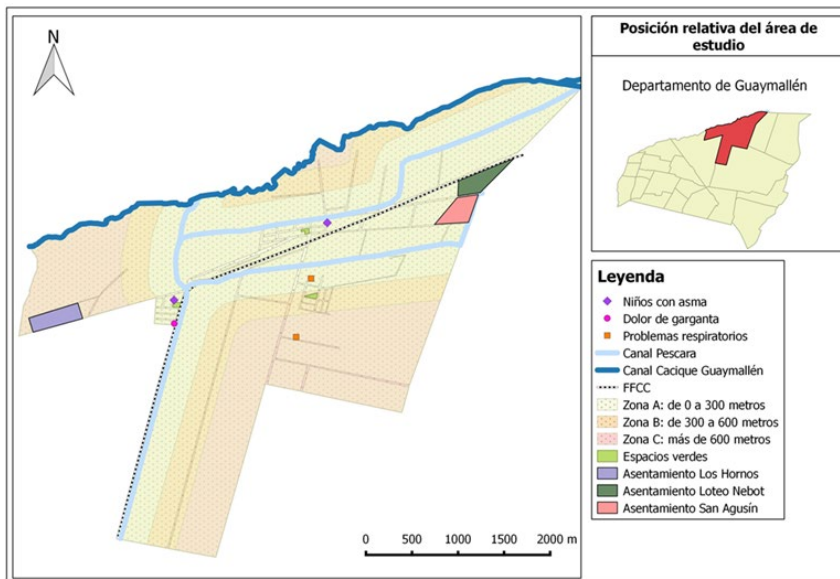 N
0 500 1000 1500 2000 m
Posición relativa del área de
estudio
Departamento de Guaymallén
Leyenda
Niños con asma
Dolor de garganta
Problemas respiratorios
Canal Pescara
Canal Cacique Guaymallén
FFCC
Zona A: de 0 a 300 metros
Zona B: de 300 a 600 metros
Zona C: más de 600 metros
Espacios verdes
Asentamiento Los Hornos
Asentamiento Loteo Nebot
Asentamiento San Agusín